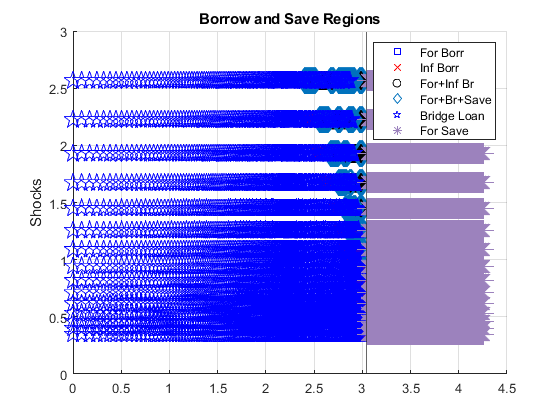 Borrow and Save Regions
3
2.5
2
1.5
1
0.5
0
Shocks
For Borr
Inf Borr
For+Inf Br
For+Br+Save
Bridge Loan
For Save
0 0.5 1 1.5 2 2.5 3 3.5 4 4.5